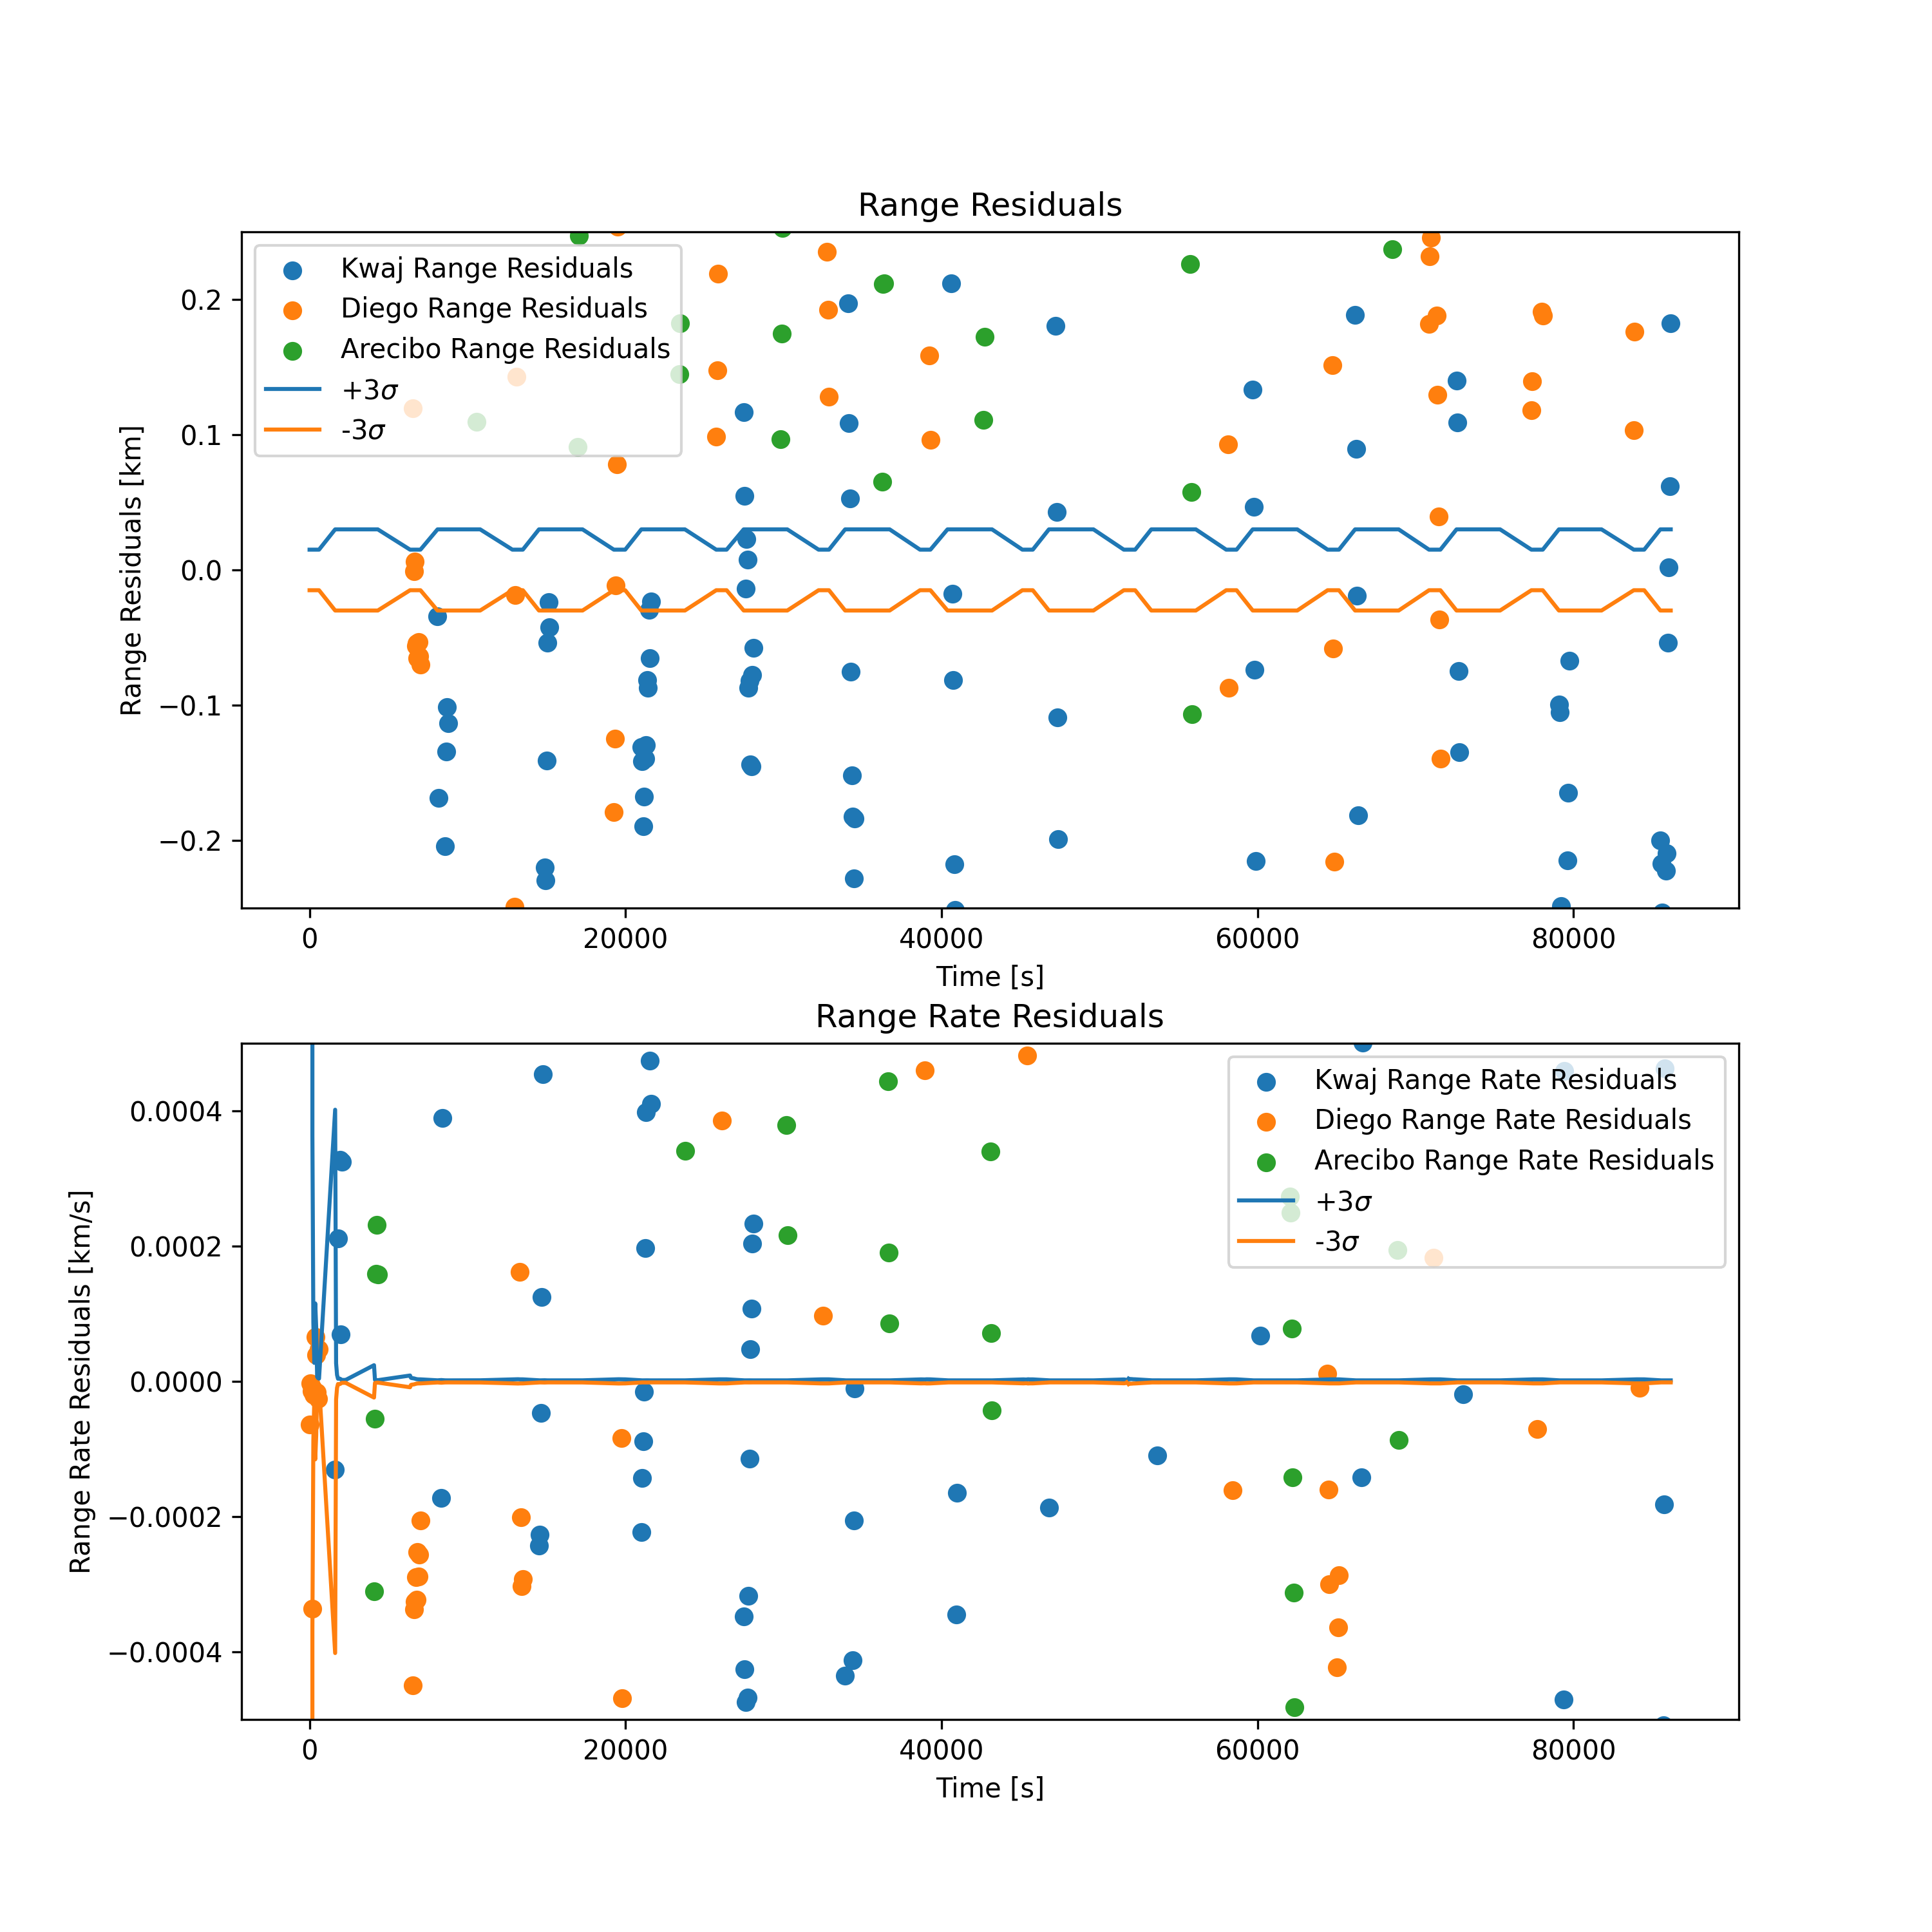 Range Residuals
Kwaj Range Residuals
Diego Range Residuals
Arecibo Range Residuals
+3σ
-3σ
Range Residuals [km]
0.2
0.1
0.0
−0.1
−0.2
0 20000 40000 60000 80000
Time [s]
Range Rate Residuals
Kwaj Range Rate Residuals
Diego Range Rate Residuals
Arecibo Range Rate Residuals
+3σ
-3σ
Range Rate Residuals [km/s]
0.0004
0.0002
0.0000
−0.0002
−0.0004
0 20000 40000 60000 80000
Time [s]